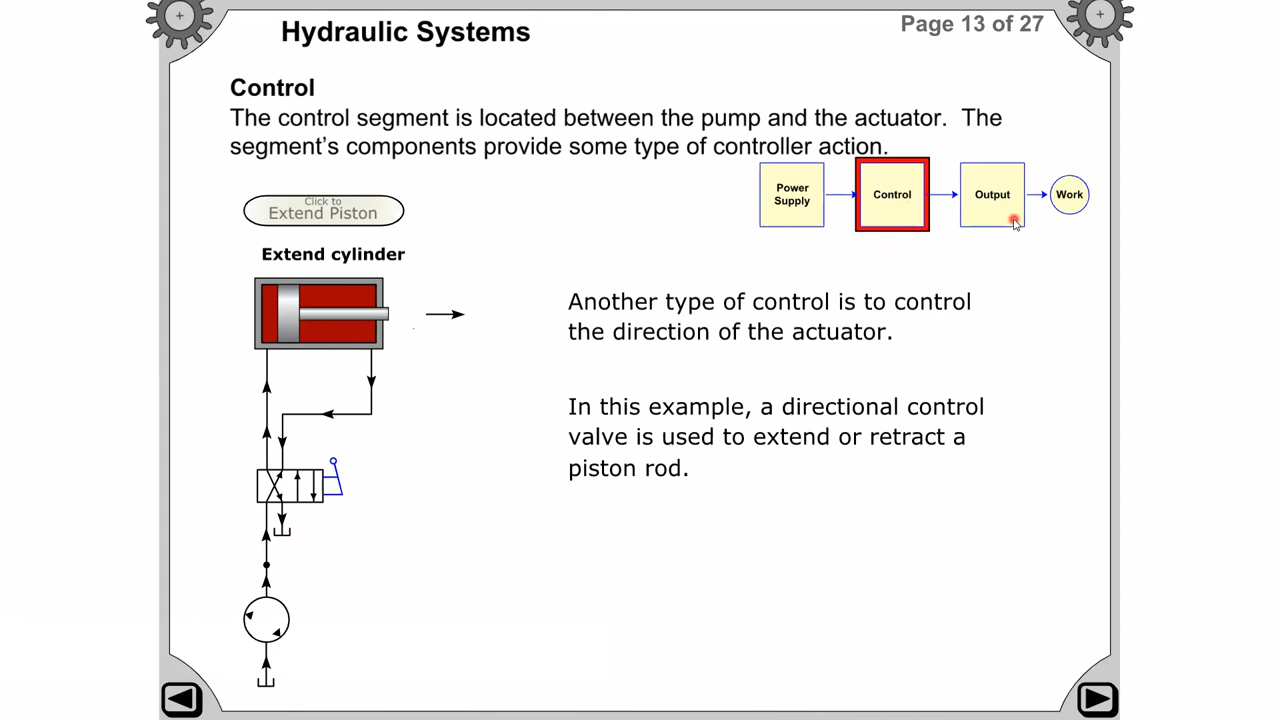 Hydraulic Systems
Page 13 of 27
Control
The control segment is located between the pump and the actuator.  The
segment's components provide some type of controller action.
Power
Supply
Control
Output
Work
Click to
Extend Piston
Extend cylinder
Another type of control is to control
the direction of the actuator.
In this example, a directional control
valve is used to extend or retract a
piston rod.